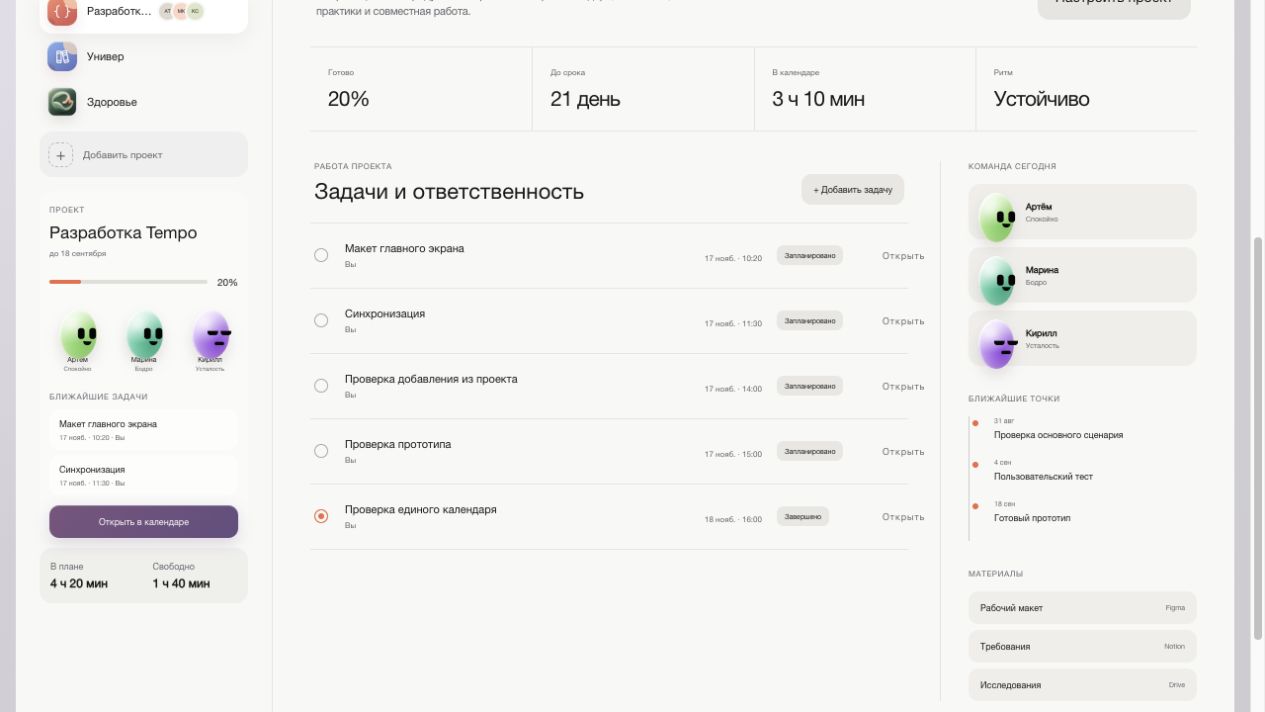 Разработк...
АТ
МК
КС
Универ
Здоровье
+ Добавить проект
ПРОЕКТ
Разработка Tempo
до 18 сентября
20%
Артём
Марина
Кирилл
Спокойно
Бодро
Усталость
БЛИЖАЙШИЕ ЗАДАЧИ
Макет главного экрана
17 нояб. · 10:20 · Вы
Синхронизация
17 нояб. · 11:30 · Вы
Открыть в календаре
В плане
Свободно
4 ч 20 мин
1 ч 40 мин
практики и совместная работа.
Настроить проект
Готово
20%
До срока
21 день
В календаре
3 ч 10 мин
Ритм
Устойчиво
РАБОТА ПРОЕКТА
Задачи и ответственность
+ Добавить задачу
Макет главного экрана
Вы
17 нояб. · 10:20
Запланировано
Открыть
Синхронизация
Вы
17 нояб. · 11:30
Запланировано
Открыть
Проверка добавления из проекта
Вы
17 нояб. · 14:00
Запланировано
Открыть
Проверка прототипа
Вы
17 нояб. · 15:00
Запланировано
Открыть
Проверка единого календаря
Вы
18 нояб. · 16:00
Завершено
Открыть
КОМАНДА СЕГОДНЯ
Артём
Спокойно
Марина
Бодро
Кирилл
Усталость
БЛИЖАЙШИЕ ТОЧКИ
31 авг
Проверка основного сценария
4 сен
Пользовательский тест
18 сен
Готовый прототип
МАТЕРИАЛЫ
Рабочий макет
Figma
Требования
Notion
Исследования
Drive